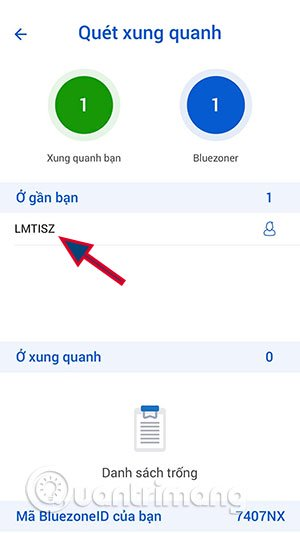 Quét xung quanh
1
1
Xung quanh bạn
Bluezoner
Ở gần bạn 1
LMTISZ
Ở xung quanh 0
Danh sách trống
Quantrimang
Mã BluezoneID của bạn 7407NX